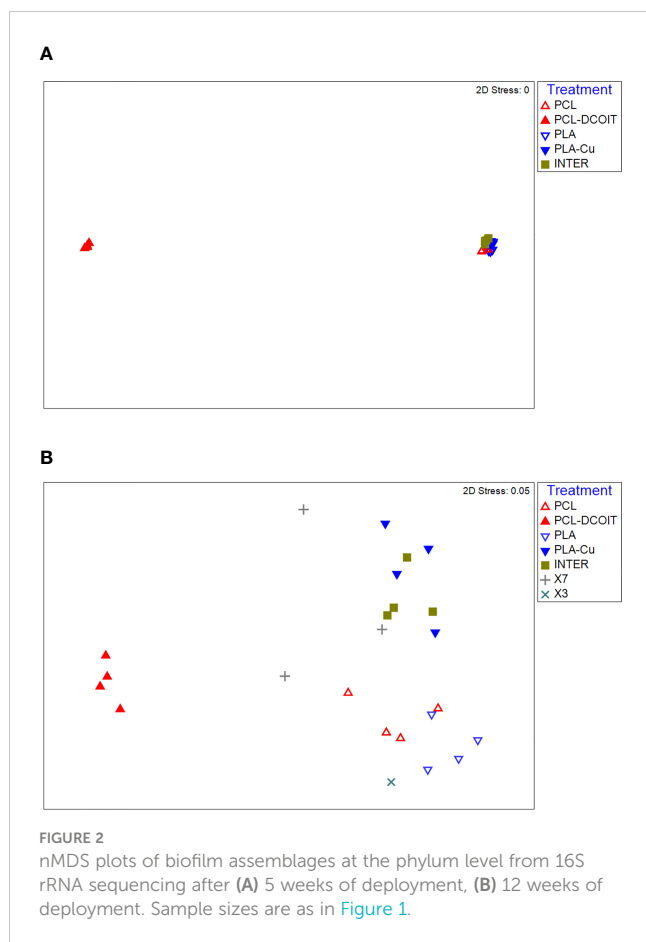 A
2D Stress: 0
Treatment
PCL
PCL-DCOIT
PLA
PLA-Cu
INTER
B
2D Stress: 0.05
Treatment
PCL
PCL-DCOIT
PLA
PLA-Cu
INTER
X7
X3
FIGURE 2
nMDS plots of biofilm assemblages at the phylum level from 16S
rRNA sequencing after (A) 5 weeks of deployment, (B) 12 weeks of
deployment. Sample sizes are as in Figure 1.